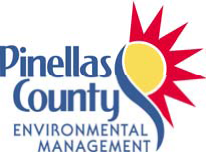 Pinellas
County
ENVIRONMENTAL
MANAGEMENT